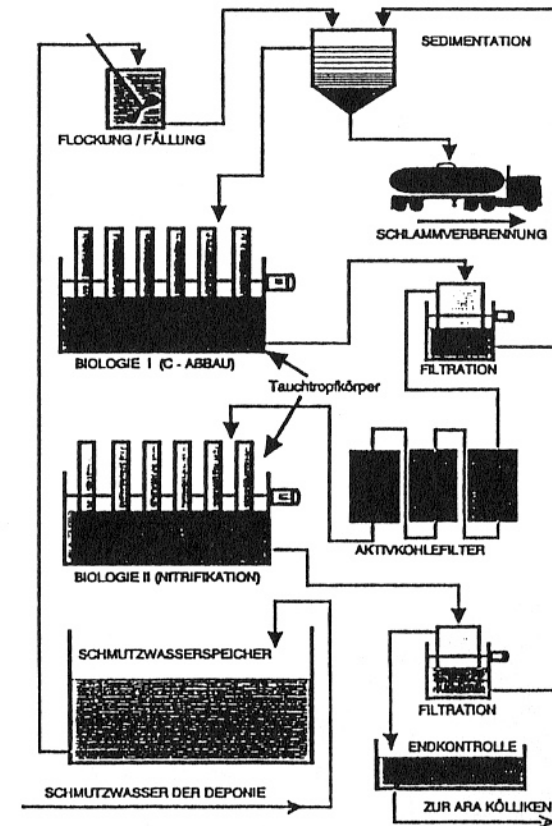 SEDIMENTATION
FLOCKUNG / FÄLLUNG
SCHLAMMVERBRENNUNG
BIOLOGIE I (C - ABBAU)
FILTRATION
Tauchtropfkörper
AKTIVKOHLEFILTER
BIOLOGIE II (NITRIFIKATION)
SCHMUTZWASSERSPEICHER
FILTRATION
ENDKONTROLLE
SCHMUTZWASSER DER DEPONIE
ZUR ARA KÖLLIKEN